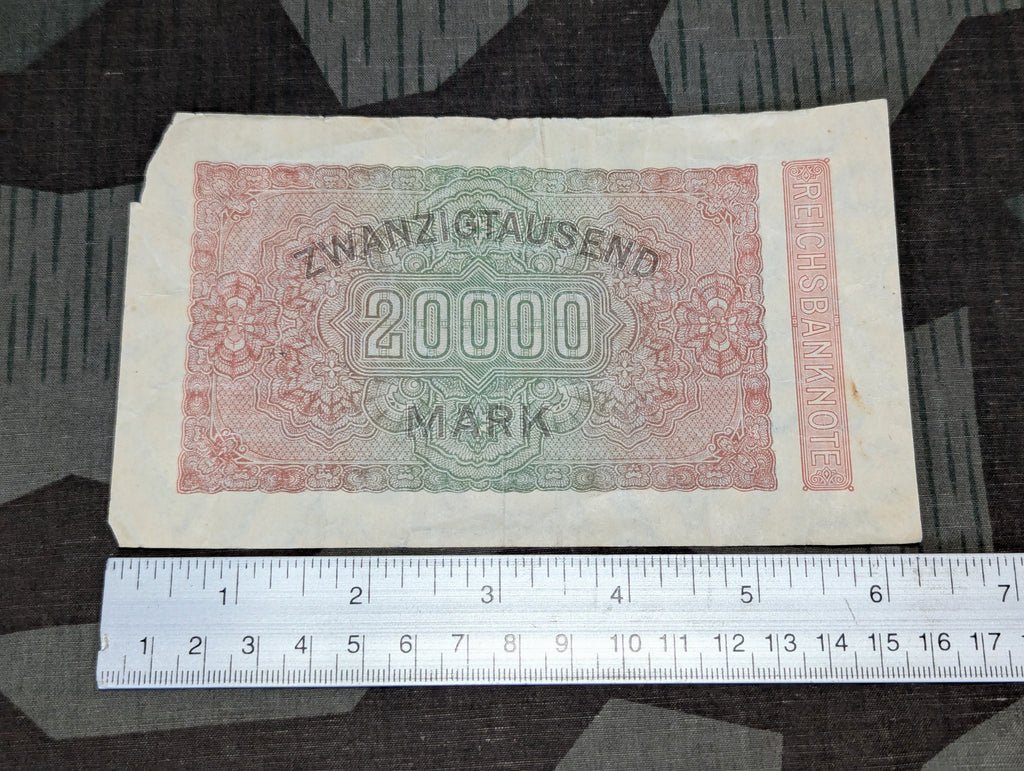 ZWANZIGTAUSEND
20000
MARK
REICHSBANKNOTE
1 2 3 4 5 6 7
1 2 3 4 5 6 7 8 9 10 11 12 13 14 15 16 17